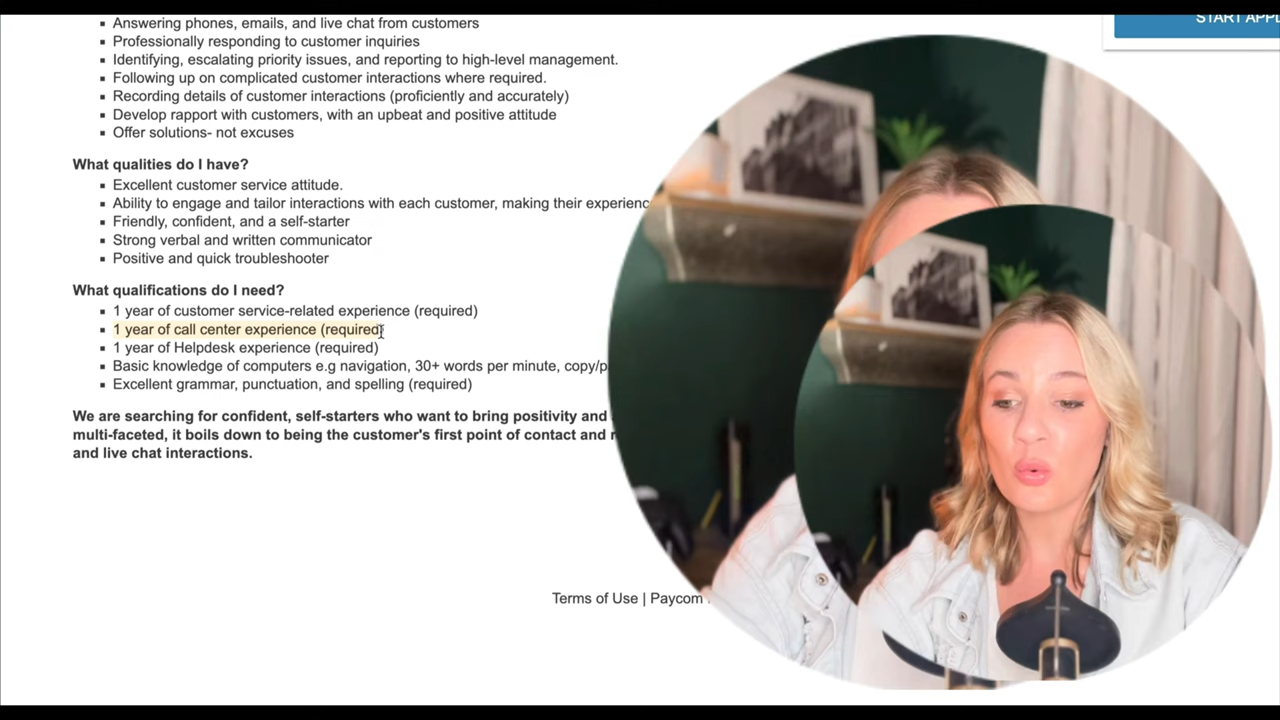 START APPL
Answering phones, emails, and live chat from customers
Professionally responding to customer inquiries
Identifying, escalating priority issues, and reporting to high-level management.
Following up on complicated customer interactions where required.
Recording details of customer interactions (proficiently and accurately)
Develop rapport with customers, with an upbeat and positive attitude
Offer solutions- not excuses
What qualities do I have?
Excellent customer service attitude.
Ability to engage and tailor interactions with each customer, making their experienc
Friendly, confident, and a self-starter
Strong verbal and written communicator
Positive and quick troubleshooter
What qualifications do I need?
1 year of customer service-related experience (required)
1 year of call center experience (required)
1 year of Helpdesk experience (required)
Basic knowledge of computers e.g navigation, 30+ words per minute, copy/p
Excellent grammar, punctuation, and spelling (required)
We are searching for confident, self-starters who want to bring positivity and
multi-faceted, it boils down to being the customer's first point of contact and
and live chat interactions.
Terms of Use | Paycom